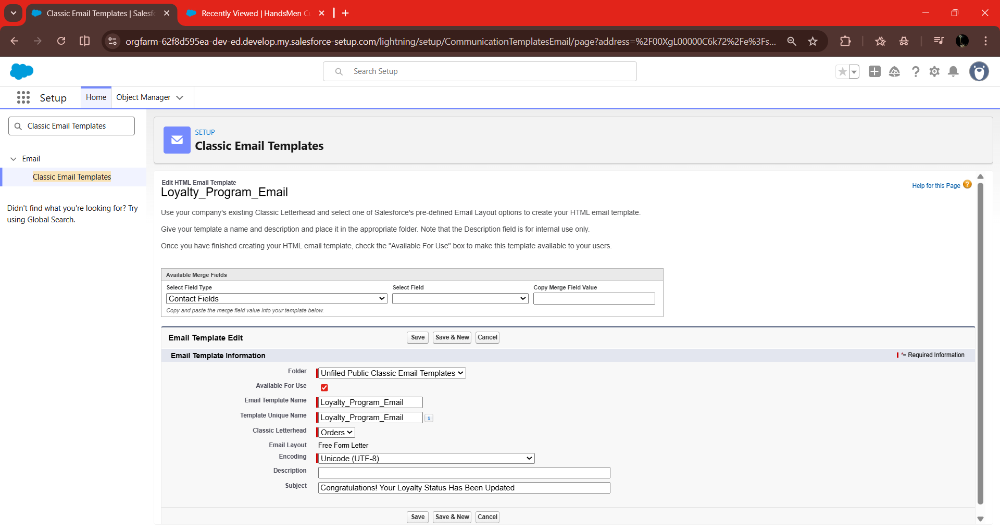 Classic Email Templates | Salesf
Recently Viewed | HandsMen C
orgfarm-62f8d595ea-dev-ed.develop.my.salesforce-setup.com/lightning/setup/CommunicationTemplatesEmail/page?address=%2F00XgL00000C6k72%2Fe%3Fs...
Search Setup
Setup
Home
Object Manager
Classic Email Templates
Email
Classic Email Templates
Didn't find what you're looking for? Try
using Global Search.
SETUP
Classic Email Templates
Edit HTML Email Template
Loyalty_Program_Email
Help for this Page
Use your company's existing Classic Letterhead and select one of Salesforce's pre-defined Email Layout options to create your HTML email template.
Give your template a name and description and place it in the appropriate folder. Note that the Description field is for internal use only.
Once you have finished creating your HTML email template, check the "Available For Use" box to make this template available to your users.
Available Merge Fields
Select Field Type Select Field Copy Merge Field Value
Contact Fields
Copy and paste the merge field value into your template below.
Email Template Edit Save Save & New Cancel
Email Template Information *= Required Information
Folder Unfiled Public Classic Email Templates
Available For Use
Email Template Name Loyalty_Program_Email
Template Unique Name Loyalty_Program_Email
Classic Letterhead Orders
Email Layout Free Form Letter
Encoding Unicode (UTF-8)
Description
Subject Congratulations! Your Loyalty Status Has Been Updated
Save Save & New Cancel